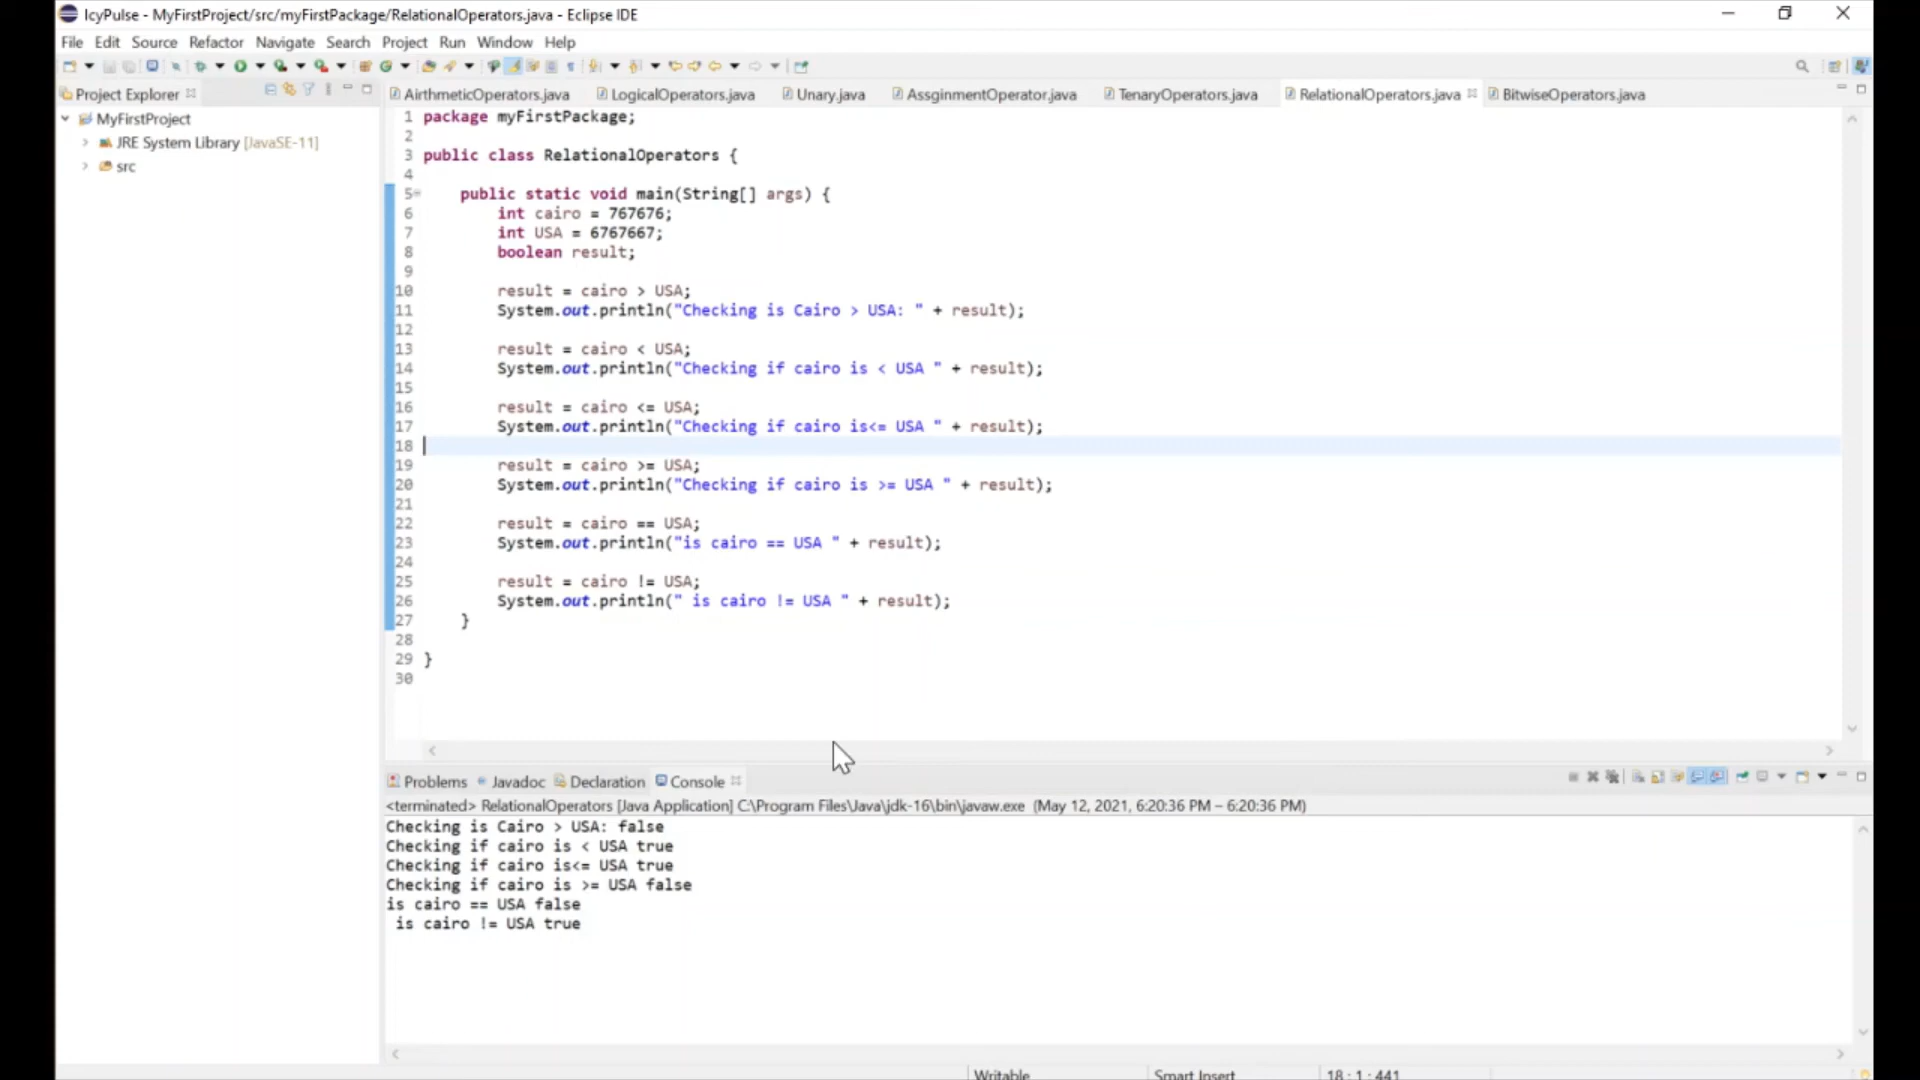 IcyPulse - MyFirstProject/src/myFirstPackage/RelationalOperators.java - Eclipse IDE
File Edit Source Refactor Navigate Search Project Run Window Help
Project Explorer
AirthmeticOperators.java LogicalOperators.java Unary.java AssginmentOperator.java TenaryOperators.java RelationalOperators.java BitwiseOperators.java
MyFirstProject
JRE System Library [JavaSE-11]
src
1 package myFirstPackage;
2
3 public class RelationalOperators {
4
5 public static void main(String[] args) {
6 int cairo = 767676;
7 int USA = 6767667;
8 boolean result;
9
10 result = cairo > USA;
11 System.out.println("Checking is Cairo > USA: " + result);
12
13 result = cairo < USA;
14 System.out.println("Checking if cairo is < USA " + result);
15
16 result = cairo <= USA;
17 System.out.println("Checking if cairo is<= USA " + result);
18
19 result = cairo >= USA;
20 System.out.println("Checking if cairo is >= USA " + result);
21
22 result = cairo == USA;
23 System.out.println("is cairo == USA " + result);
24
25 result = cairo != USA;
26 System.out.println(" is cairo != USA " + result);
27 }
28
29 }
30
Problems Javadoc Declaration Console
<terminated> RelationalOperators [Java Application] C:\Program Files\Java\jdk-16\bin\javaw.exe (May 12, 2021, 6:20:36 PM – 6:20:36 PM)
Checking is Cairo > USA: false
Checking if cairo is < USA true
Checking if cairo is<= USA true
Checking if cairo is >= USA false
is cairo == USA false
is cairo != USA true
Writable Smart Insert 18 : 1 : 441